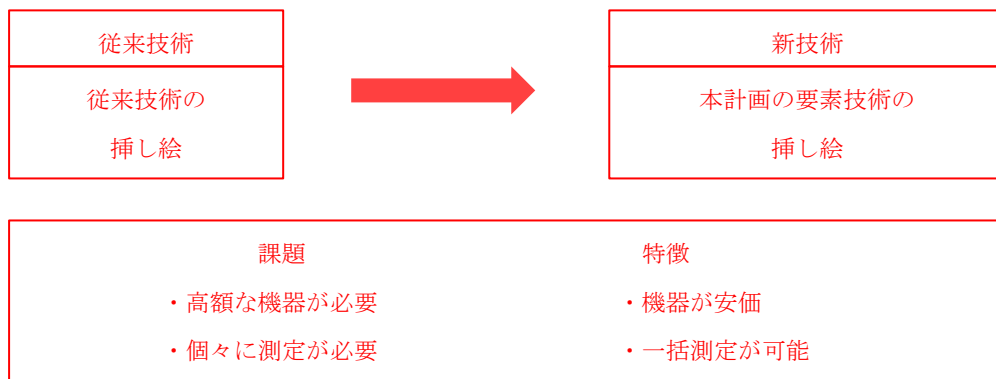 従来技術
従来技術の
挿し絵
新技術
本計画の要素技術の
挿し絵
課題
・高額な機器が必要
・個々に測定が必要
特徴
・機器が安価
・一括測定が可能